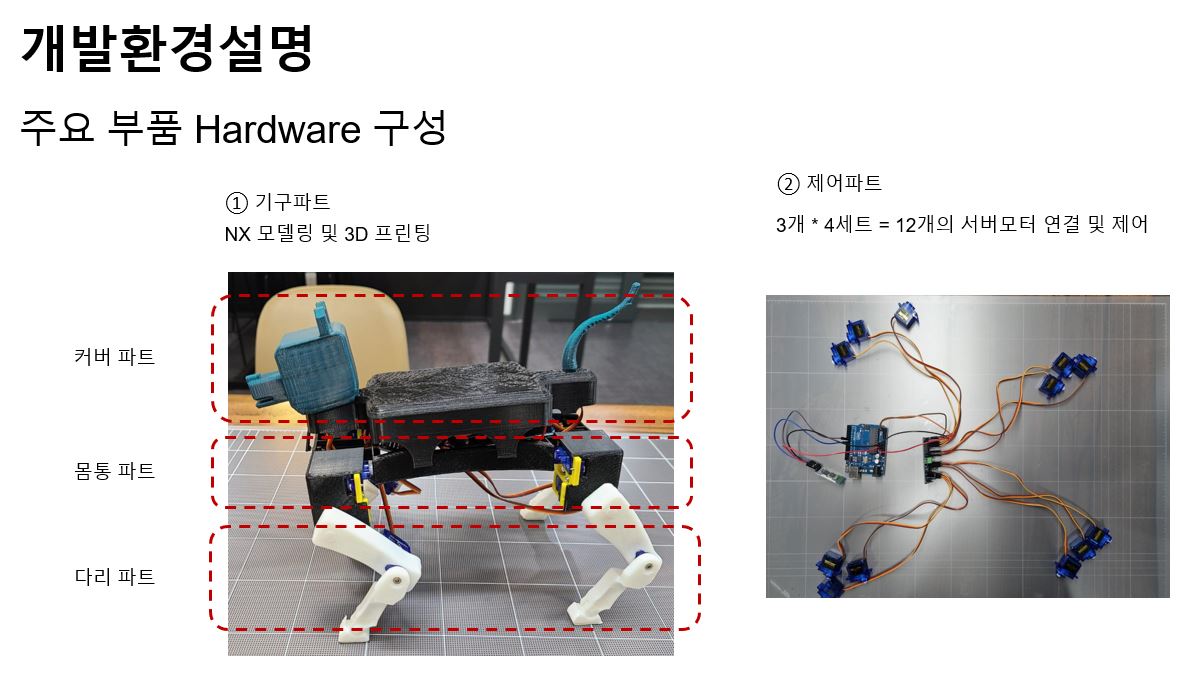 개발환경설명
주요 부품 Hardware 구성
① 기구파트
NX 모델링 및 3D 프린팅
커버 파트
몸통 파트
다리 파트
② 제어파트
3개 * 4세트 = 12개의 서버모터 연결 및 제어